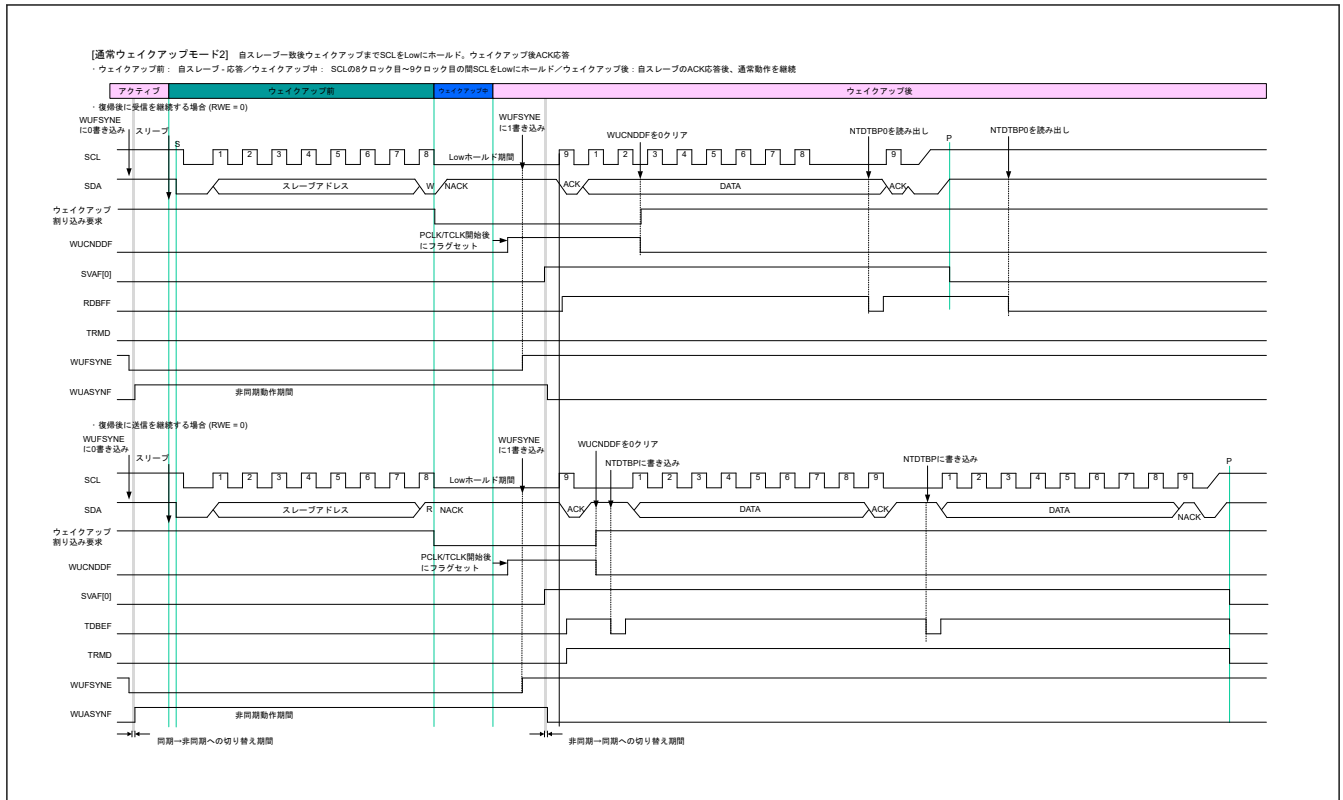 [通常ウェイクアップモード2] 自スレーブ一致後ウェイクアップまでSCLをLowにホールド。ウェイクアップ後ACK応答
・ウェイクアップ前： 自スレーブ - 応答／ウェイクアップ中： SCLの8クロック目～9クロック目の間SCLをLowにホールド／ウェイクアップ後：自スレーブのACK応答後、通常動作を継続
アクティブ ウェイクアップ前 ウェイクアップ中 ウェイクアップ後
・復帰後に受信を継続する場合 (RWE = 0)
WUFSYNE
に0書き込み
スリープ
WUFSYNE
に1書き込み
WUCNDDFを0クリア
NTDTBP0を読み出し
NTDTBP0を読み出し
S
P
SCL 1 2 3 4 5 6 7 8 Lowホールド期間 9 1 2 3 4 5 6 7 8 9
SDA スレーブアドレス W NACK ACK DATA ACK
ウェイクアップ
割り込み要求
PCLK/TCLK開始後
にフラグセット
WUCNDDF
SVAF[0]
RDBFF
TRMD
WUFSYNE
WUASYNF 非同期動作期間
・復帰後に送信を継続する場合 (RWE = 0)
WUFSYNE
に0書き込み
スリープ
WUFSYNE
に1書き込み
WUCNDDFを0クリア
NTDTBPに書き込み
NTDTBPに書き込み
P
SCL 1 2 3 4 5 6 7 8 Lowホールド期間 9 1 2 3 4 5 6 7 8 9 1 2 3 4 5 6 7 8 9
SDA スレーブアドレス R NACK ACK DATA ACK DATA NACK
ウェイクアップ
割り込み要求
PCLK/TCLK開始後
にフラグセット
WUCNDDF
SVAF[0]
TDBEF
TRMD
WUFSYNE
WUASYNF 非同期動作期間
同期→非同期への切り替え期間 非同期→同期への切り替え期間